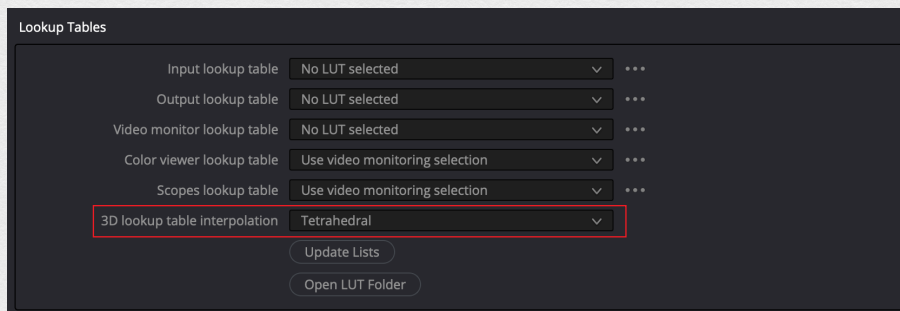 Lookup Tables
Input lookup table No LUT selected
Output lookup table No LUT selected
Video monitor lookup table No LUT selected
Color viewer lookup table Use video monitoring selection
Scopes lookup table Use video monitoring selection
3D lookup table interpolation Tetrahedral
Update Lists
Open LUT Folder